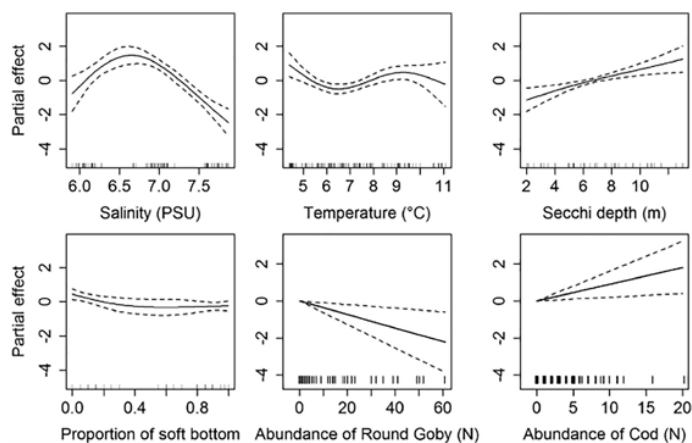 Partial effect
2
0
2
-4
6.0 6.5 7.0 7.5
Salinity (PSU)
2
0
2
-4
5 6 7 8 9 11
Temperature (°C)
2
0
2
-4
2 4 6 8 10
Secchi depth (m)
Partial effect
2
0
-2
-4
0.0 0.4 0.8 1
Proportion of soft bottom
2
0
-2
-4
0 20 40 60
Abundance of Round Goby (N)
2
0
-2
-4
0 5 10 15 20
Abundance of Cod (N)